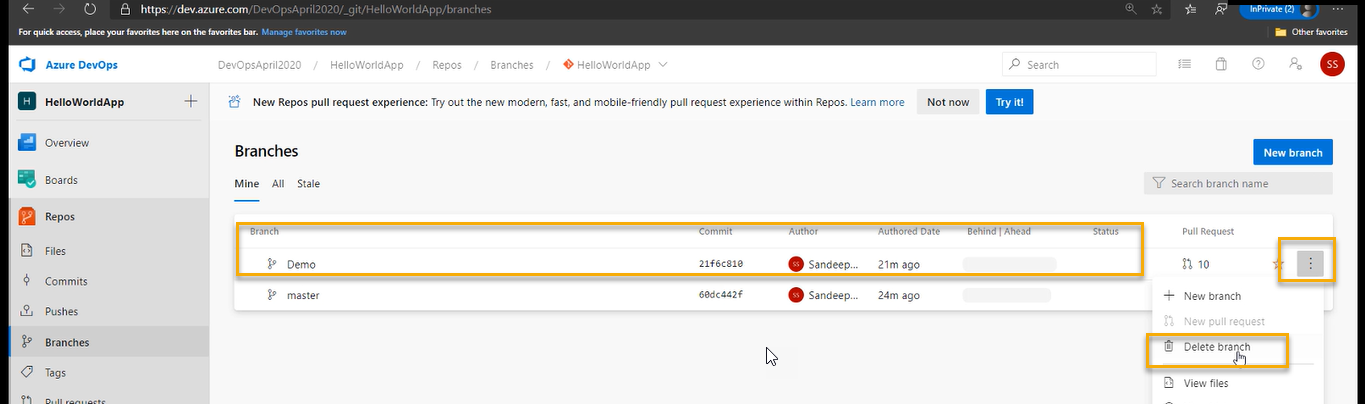 https://dev.azure.com/DevOpsApril2020/_git/HelloWorldApp/branches
InPrivate (2)
For quick access, place your favorites here on the favorites bar. Manage favorites now
Other favorites
Azure DevOps
DevOpsApril2020 / HelloWorldApp / Repos / Branches / HelloWorldApp
Search
SS
H HelloWorldApp
New Repos pull request experience: Try out the new modern, fast, and mobile-friendly pull request experience within Repos. Learn more
Not now
Try it!
Overview
Boards
Repos
Files
Commits
Pushes
Branches
Tags
Pull requests
Branches
New branch
Mine All Stale
Search branch name
Branch Commit Author Authored Date Behind | Ahead Status Pull Request
Demo 21f6c810 SS Sandeep... 21m ago 10
master 60dc442f SS Sandeep... 24m ago
New branch
New pull request
Delete branch
View files